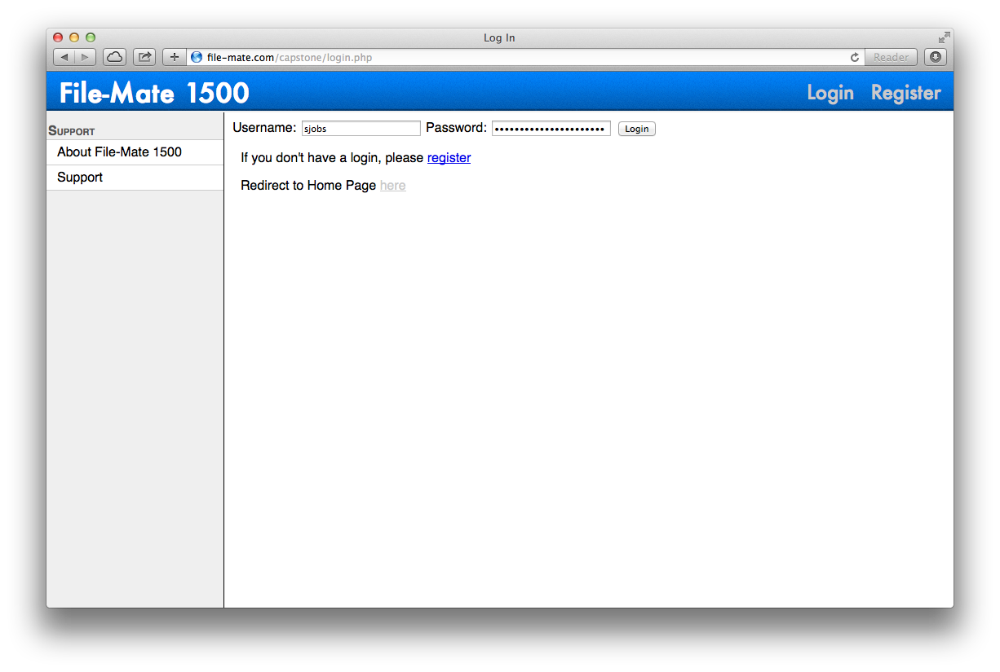 Log In
file-mate.com/capstone/login.php
Reader
File-Mate 1500
Login Register
SUPPORT
About File-Mate 1500
Support
Username: sjobs Password: •••••••••••••••••••••• Login
If you don't have a login, please register
Redirect to Home Page here